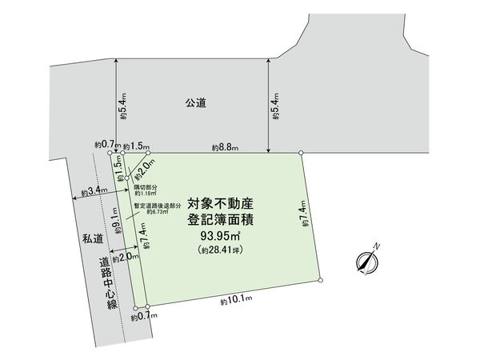 約5.4m
公道
約5.4m
約0.7m
約1.5m
約8.8m
約1.5m
約2.0m
隅切部分
約1.18㎡
約3.4m
暫定道路後退部分
約6.73㎡
対象不動産
登記簿面積
93.95㎡
(約28.41坪)
約9.1m
約7.4m
約7.4m
私道
約2.0m
道路中心線
約0.7m
約10.1m
N